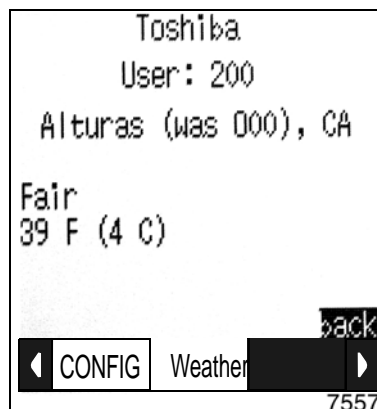 Toshiba
User: 200
Alturas (was 000), CA
Fair
39 F (4 C)
back
CONFIG Weather
7557